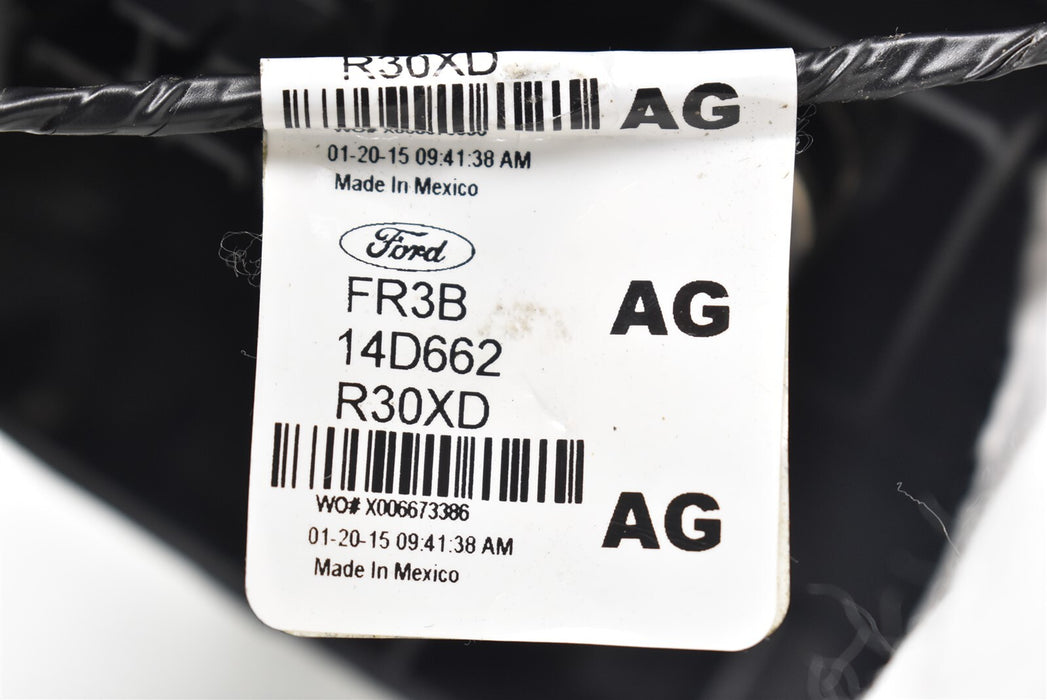 R30XD
AG
01-20-15 09:41:38 AM
Made In Mexico
Ford
FR3B
AG
14D662
R30XD
WO# X006673386
AG
01-20-15 09:41:38 AM
Made In Mexico